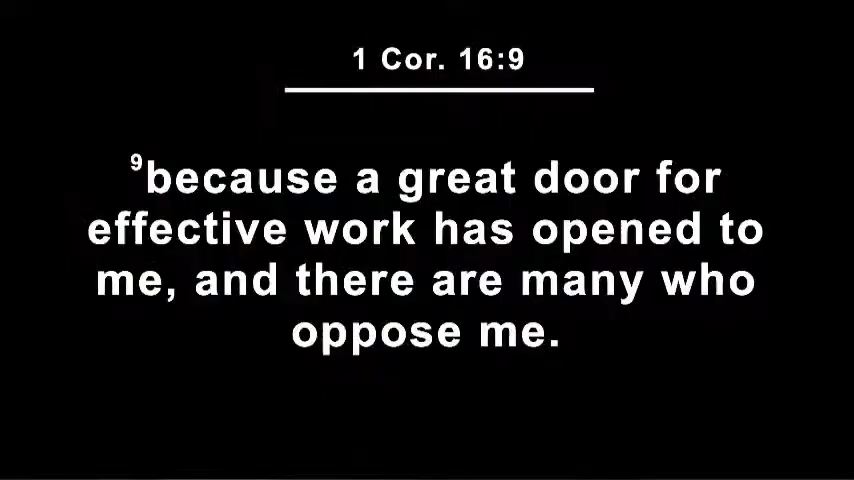 1 Cor. 16:9
9because a great door for
effective work has opened to
me, and there are many who
oppose me.